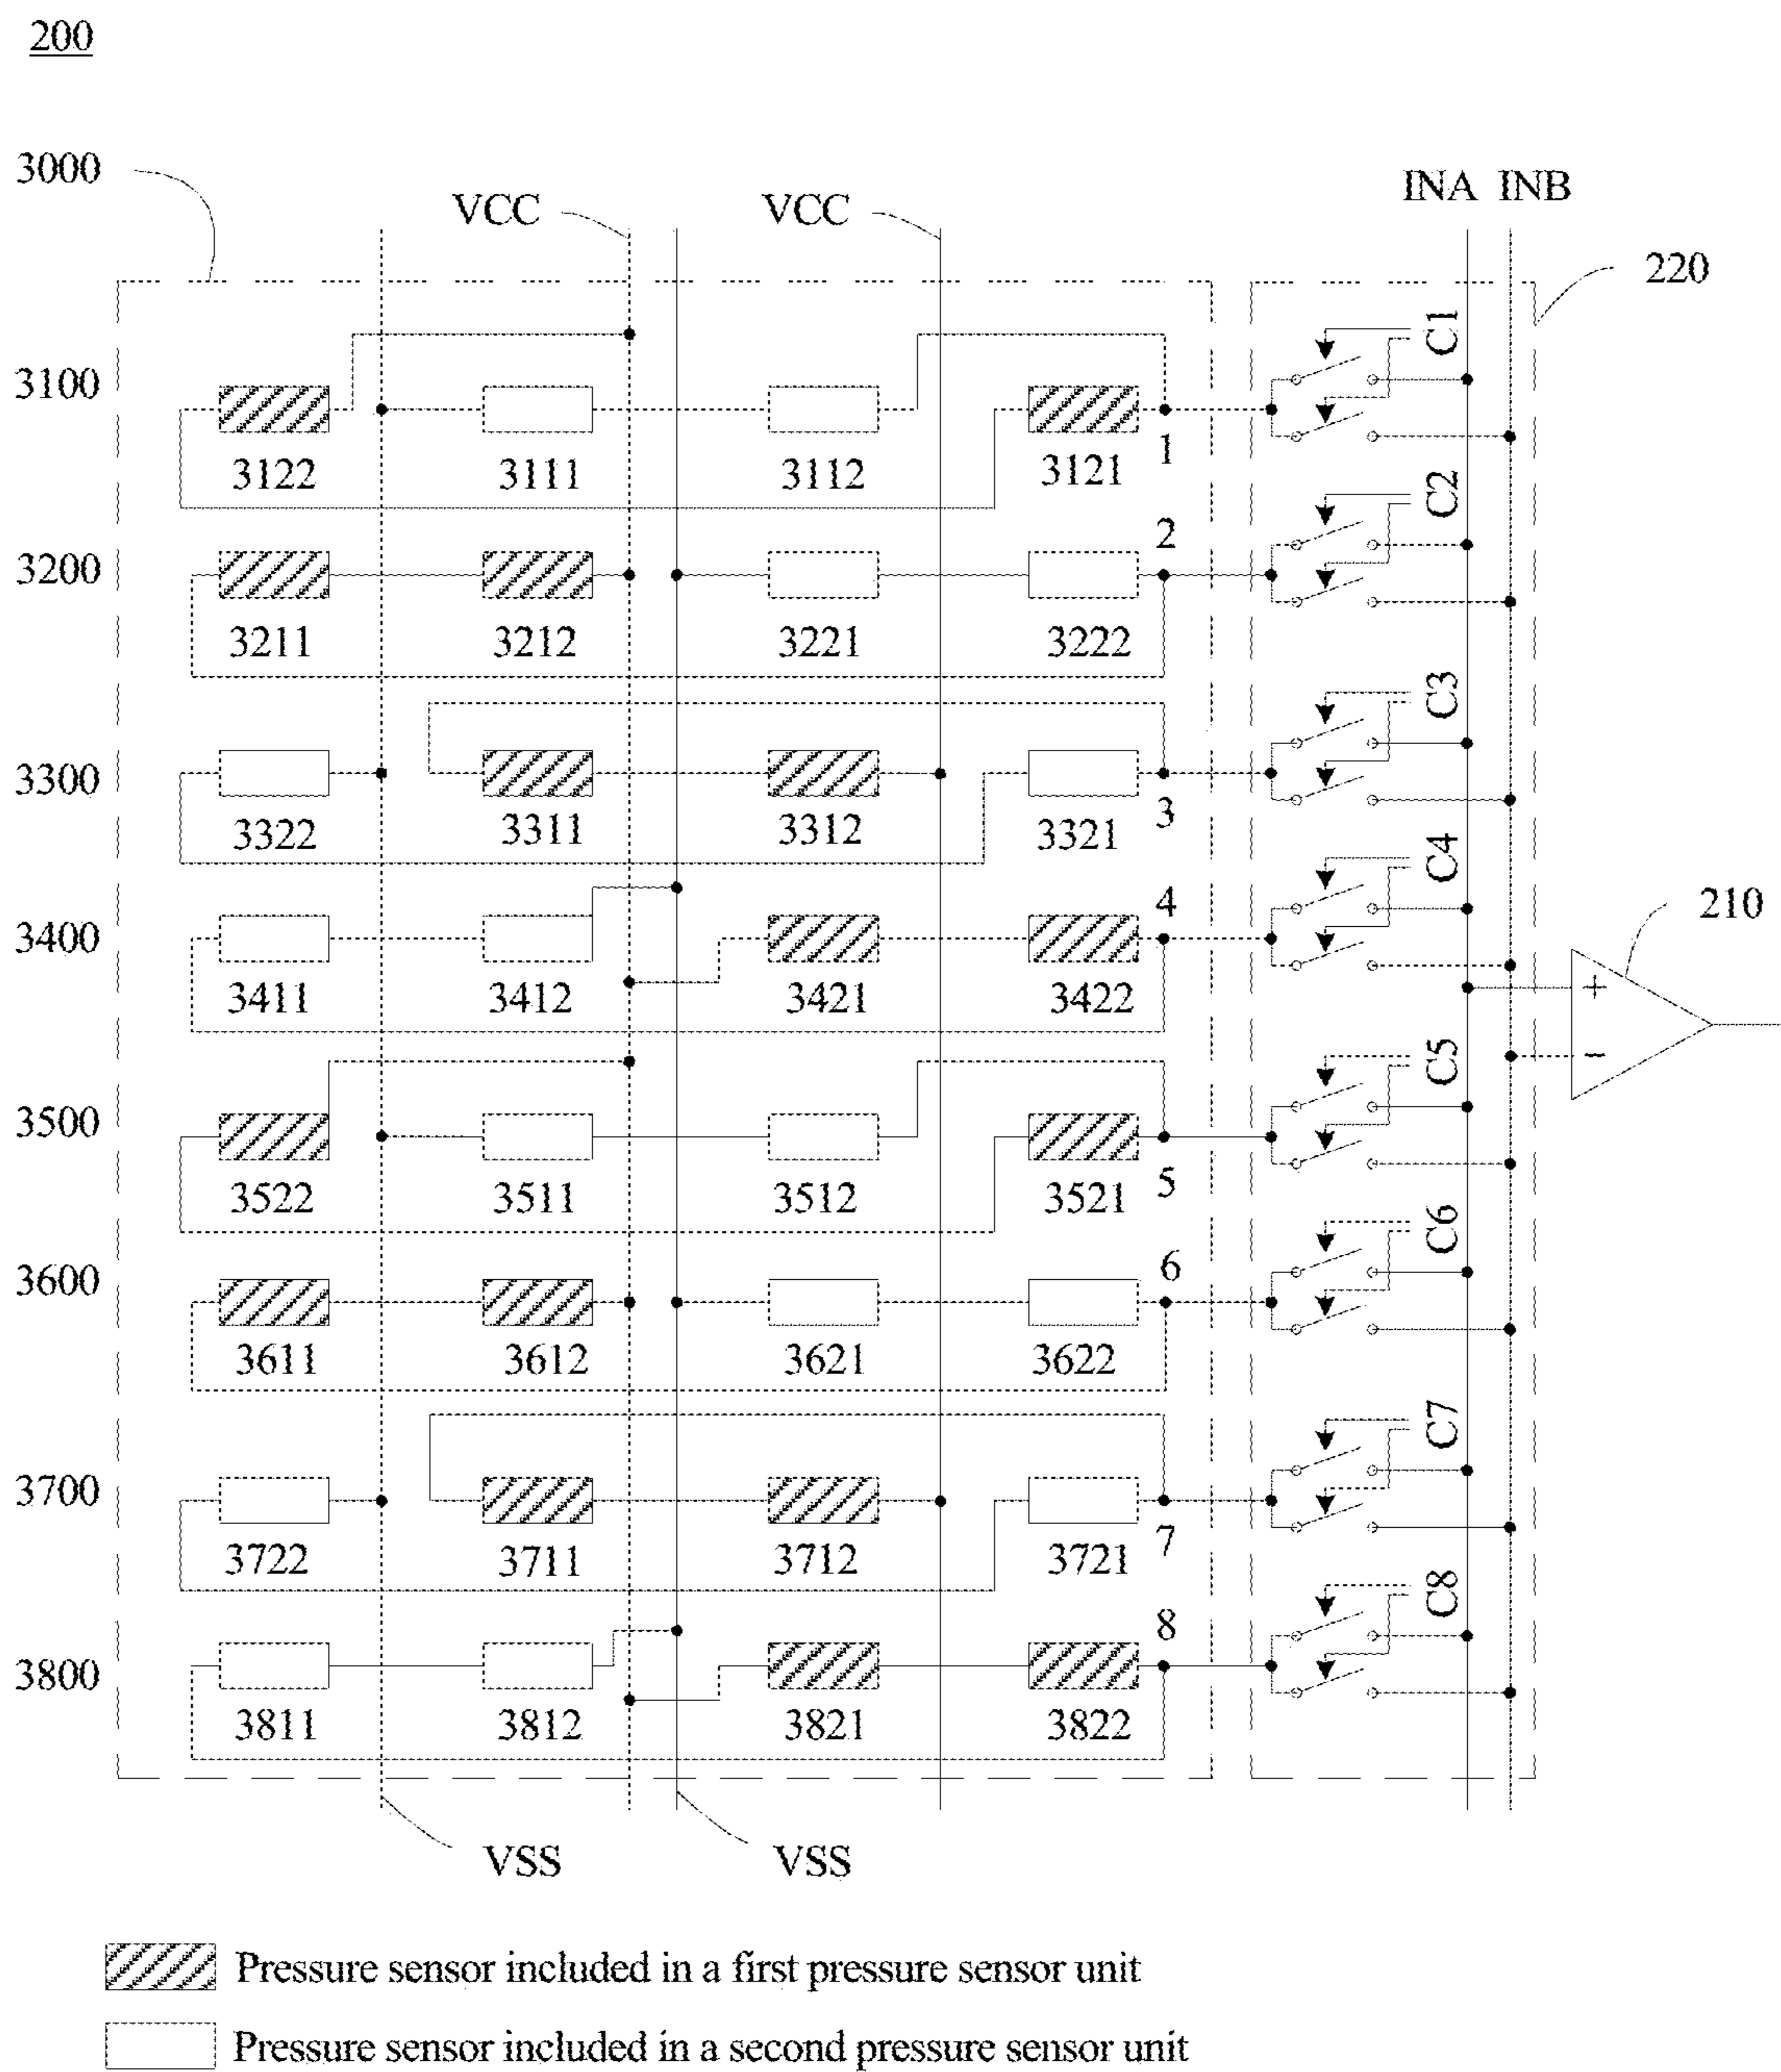 200
3000
VCC VCC
INA INB
220
3100
C1
3122 3111 3112 3121 1
C2
2
3200
3211 3212 3221 3222
C3
3300
3322 3311 3312 3321 3
C4
4
210
3400
3411 3412 3421 3422
+
C5
−
3500
3522 3511 3512 3521 5
C6
6
3600
3611 3612 3621 3622
C7
3700
3722 3711 3712 3721 7
C8
8
3800
3811 3812 3821 3822
VSS VSS
Pressure sensor included in a first pressure sensor unit
Pressure sensor included in a second pressure sensor unit